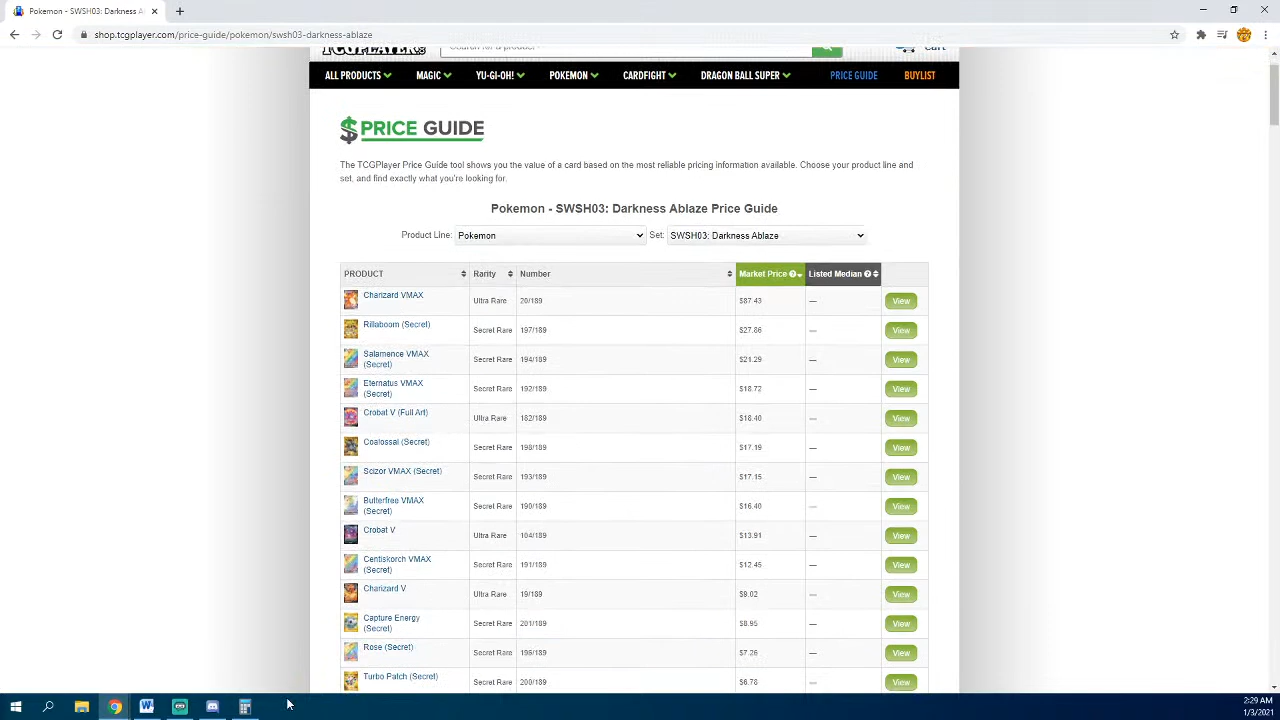 Pokemon - SWSH03: Darkness Abla
shop.tcgplayer.com/price-guide/pokemon/swsh03-darkness-ablaze
TCGPLAYER
Search for a product
Cart
ALL PRODUCTS MAGIC YU-GI-OH! POKEMON CARDFIGHT DRAGON BALL SUPER PRICE GUIDE BUYLIST
$ PRICE GUIDE
The TCGPlayer Price Guide tool shows you the value of a card based on the most reliable pricing information available. Choose your product line and
set, and find exactly what you're looking for.
Pokemon - SWSH03: Darkness Ablaze Price Guide
Product Line: Pokemon Set: SWSH03: Darkness Ablaze
PRODUCT Rarity Number Market Price ? Listed Median ?
Charizard VMAX Ultra Rare 20/189 $87.43 — View
Rillaboom (Secret) Secret Rare 197/189 $27.86 — View
Salamence VMAX
(Secret) Secret Rare 194/189 $21.29 — View
Eternatus VMAX
(Secret) Secret Rare 192/189 $18.72 — View
Crobat V (Full Art) Ultra Rare 182/189 $18.40 — View
Coalossal (Secret) Secret Rare 198/189 $17.19 — View
Scizor VMAX (Secret) Secret Rare 193/189 $17.15 — View
Butterfree VMAX
(Secret) Secret Rare 190/189 $16.40 — View
Crobat V Ultra Rare 104/189 $13.91 — View
Centiskorch VMAX
(Secret) Secret Rare 191/189 $12.45 — View
Charizard V Ultra Rare 19/189 $9.02 — View
Capture Energy
(Secret) Secret Rare 201/189 $8.95 — View
Rose (Secret) Secret Rare 196/189 $7.26 — View
Turbo Patch (Secret) Secret Rare 200/189 $6.78 — View
2:29 AM
1/3/2021